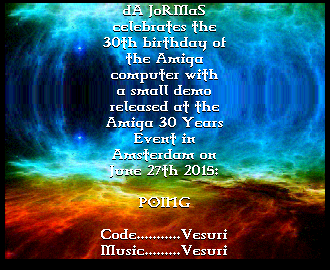 dA JoRMaS
celebrates the
30th birthday of
the Amiga
computer with
a small demo
released at the
Amiga 30 Years
Event in
Amsterdam on
June 27th 2015:
POING
Code...........Vesuri
Music.........Vesuri